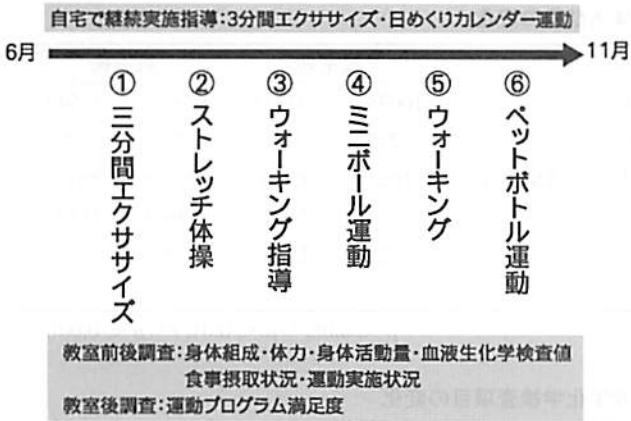 自宅で継続実施指導:3分間エクササイズ・日めくりカレンダー運動
6月
11月
①三分間エクササイズ
②ストレッチ体操
③ウォーキング指導
④ミニボール運動
⑤ウォーキング
⑥ペットボトル運動
教室前後調査:身体組成・体力・身体活動量・血液生化学検査値
食事摂取状況・運動実施状況
教室後調査:運動プログラム満足度